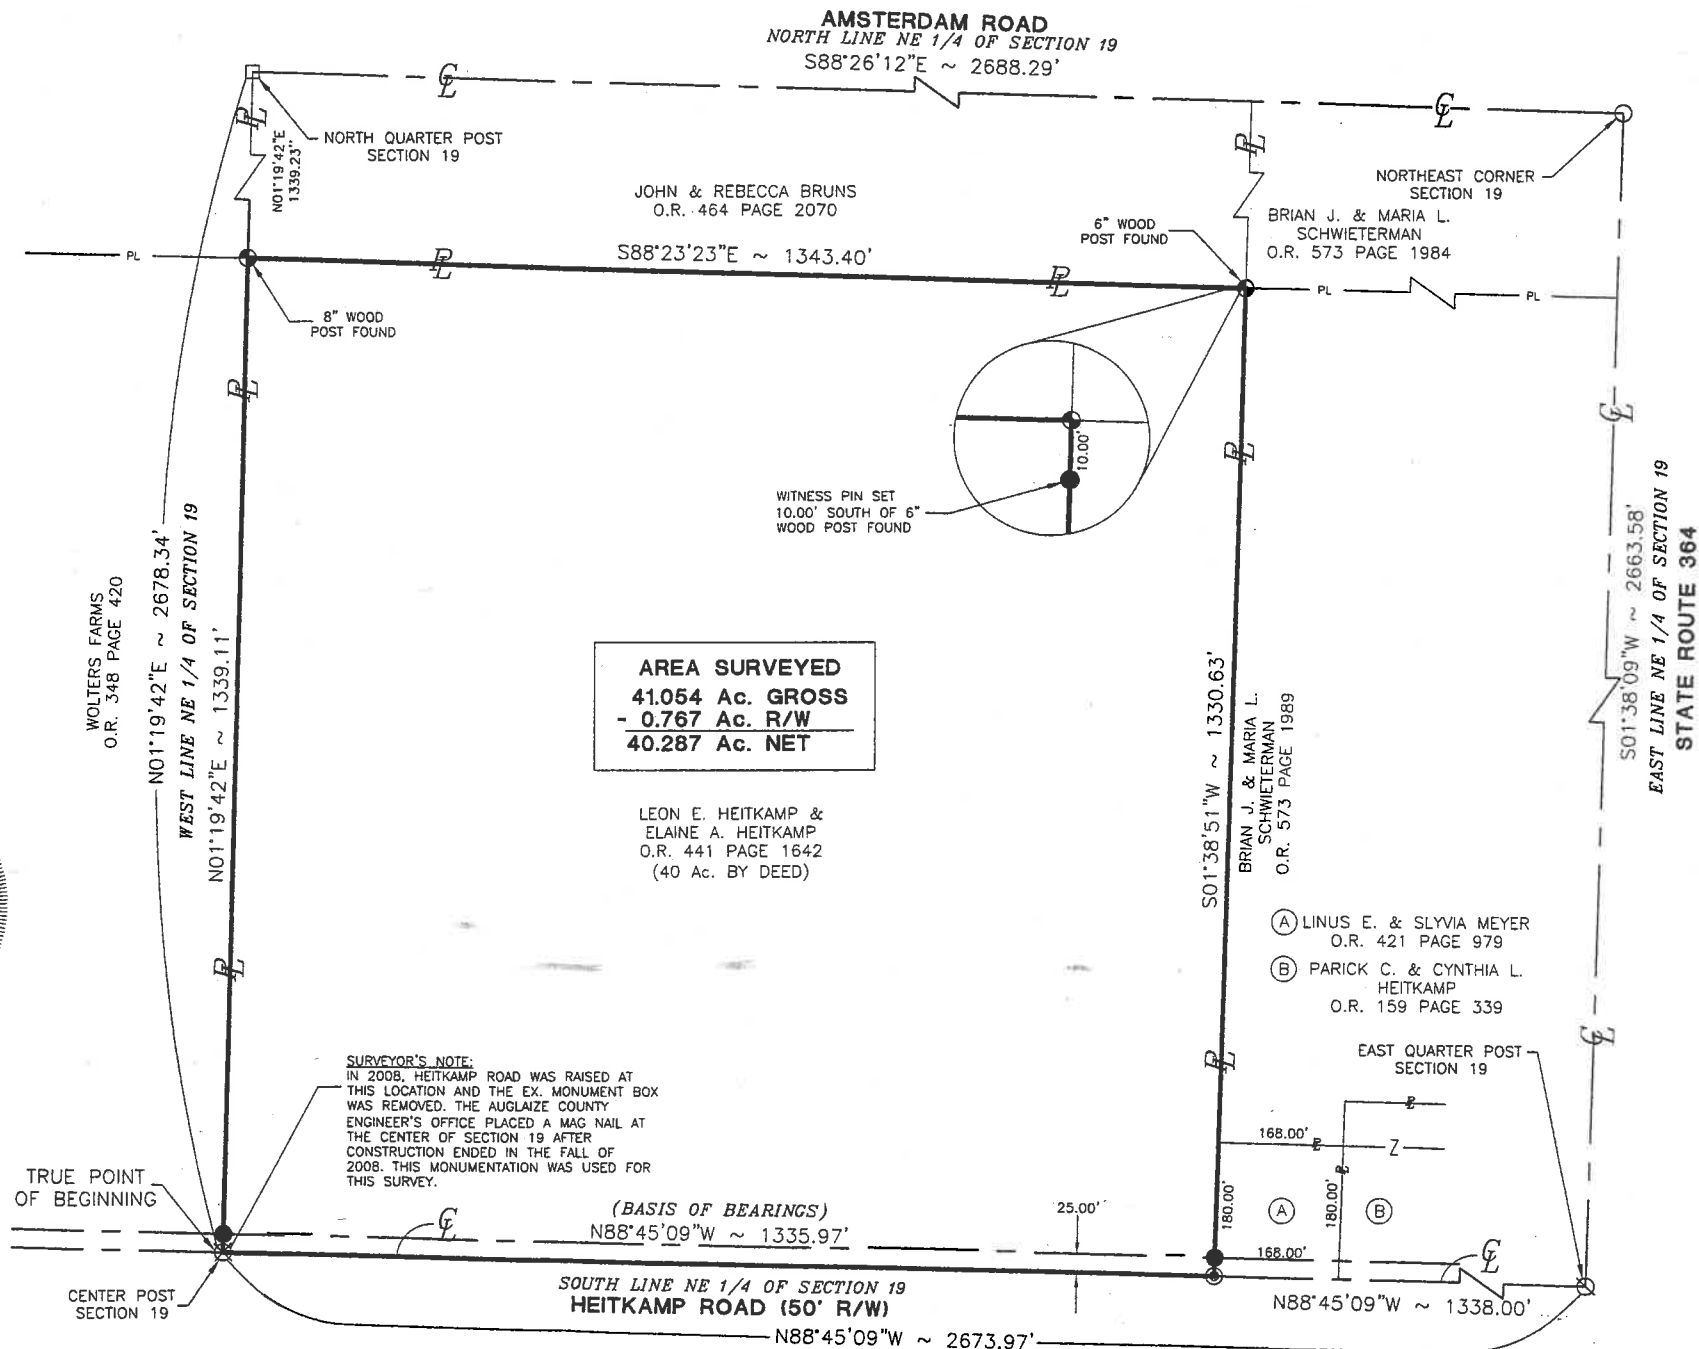 AMSTERDAM ROAD
NORTH LINE NE 1/4 OF SECTION 19
S88°26'12"E ~ 2688.29'
NORTH QUARTER POST
SECTION 19
N01°19'42"E
1339.23"
NORTHEAST CORNER
SECTION 19
JOHN & REBECCA BRUNS
O.R. 464 PAGE 2070
6" WOOD
POST FOUND
BRIAN J. & MARIA L.
SCHWIETERMAN
O.R. 573 PAGE 1984
S88°23'23"E ~ 1343.40'
PL
PL
PL
8" WOOD
POST FOUND
10.00'
WITNESS PIN SET
10.00' SOUTH OF 6"
WOOD POST FOUND
WOLTERS FARMS
O.R. 348 PAGE 420
N01°19'42"E ~ 2678.34'
WEST LINE NE 1/4 OF SECTION 19
N01°19'42"E ~ 1339.11'
AREA SURVEYED
41.054 Ac. GROSS
- 0.767 Ac. R/W
40.287 Ac. NET
LEON E. HEITKAMP &
ELAINE A. HEITKAMP
O.R. 441 PAGE 1642
(40 Ac. BY DEED)
S01°38'51"W ~ 1330.63'
BRIAN J. & MARIA L.
SCHWIETERMAN
O.R. 573 PAGE 1989
S01°38'09"W ~ 2663.58'
EAST LINE NE 1/4 OF SECTION 19
STATE ROUTE 364
A LINUS E. & SLYVIA MEYER
O.R. 421 PAGE 979
B PARICK C. & CYNTHIA L.
HEITKAMP
O.R. 159 PAGE 339
EAST QUARTER POST
SECTION 19
SURVEYOR'S NOTE:
IN 2008, HEITKAMP ROAD WAS RAISED AT
THIS LOCATION AND THE EX. MONUMENT BOX
WAS REMOVED. THE AUGLAIZE COUNTY
ENGINEER'S OFFICE PLACED A MAG NAIL AT
THE CENTER OF SECTION 19 AFTER
CONSTRUCTION ENDED IN THE FALL OF
2008. THIS MONUMENTATION WAS USED FOR
THIS SURVEY.
168.00'
180.00'
A
180.00'
B
168.00'
TRUE POINT
OF BEGINNING
(BASIS OF BEARINGS)
N88°45'09"W ~ 1335.97'
25.00'
CENTER POST
SECTION 19
SOUTH LINE NE 1/4 OF SECTION 19
HEITKAMP ROAD (50' R/W)
N88°45'09"W ~ 1338.00'
N88°45'09"W ~ 2673.97'